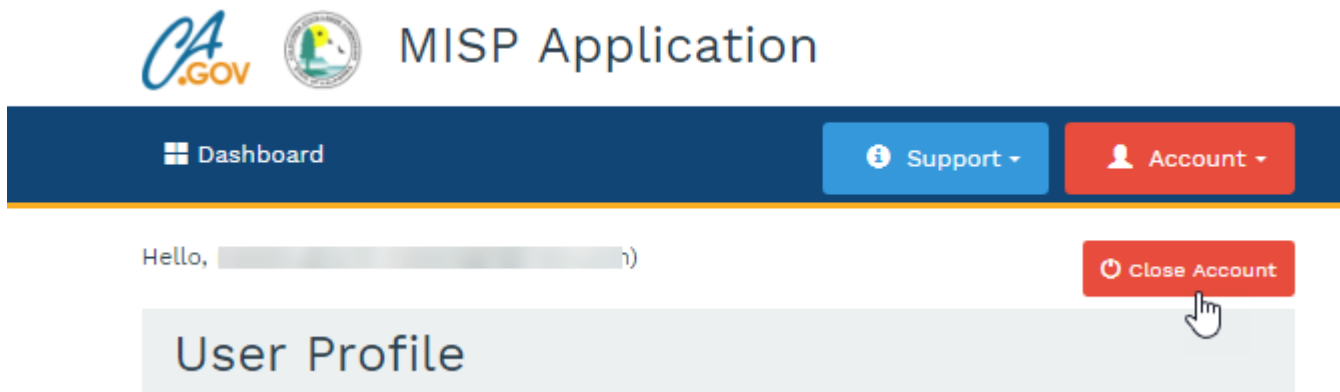 CA.GOV
MISP Application
Dashboard
Support
Account
Hello, n)
Close Account
User Profile